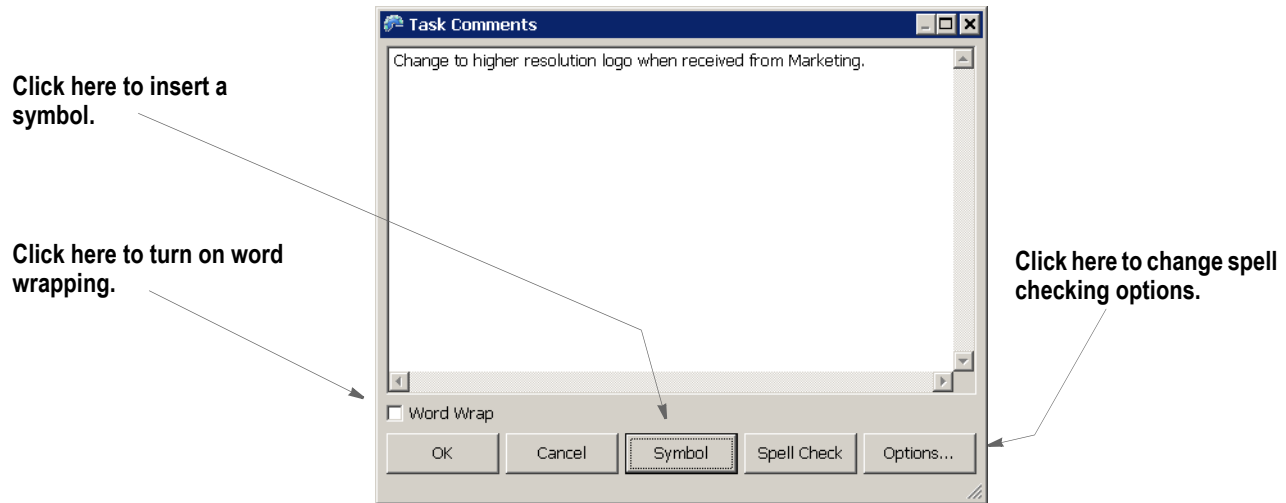 Task Comments
Change to higher resolution logo when received from Marketing.
Click here to insert a
symbol.
Click here to turn on word
wrapping.
Click here to change spell
checking options.
Word Wrap
OK Cancel Symbol Spell Check Options...